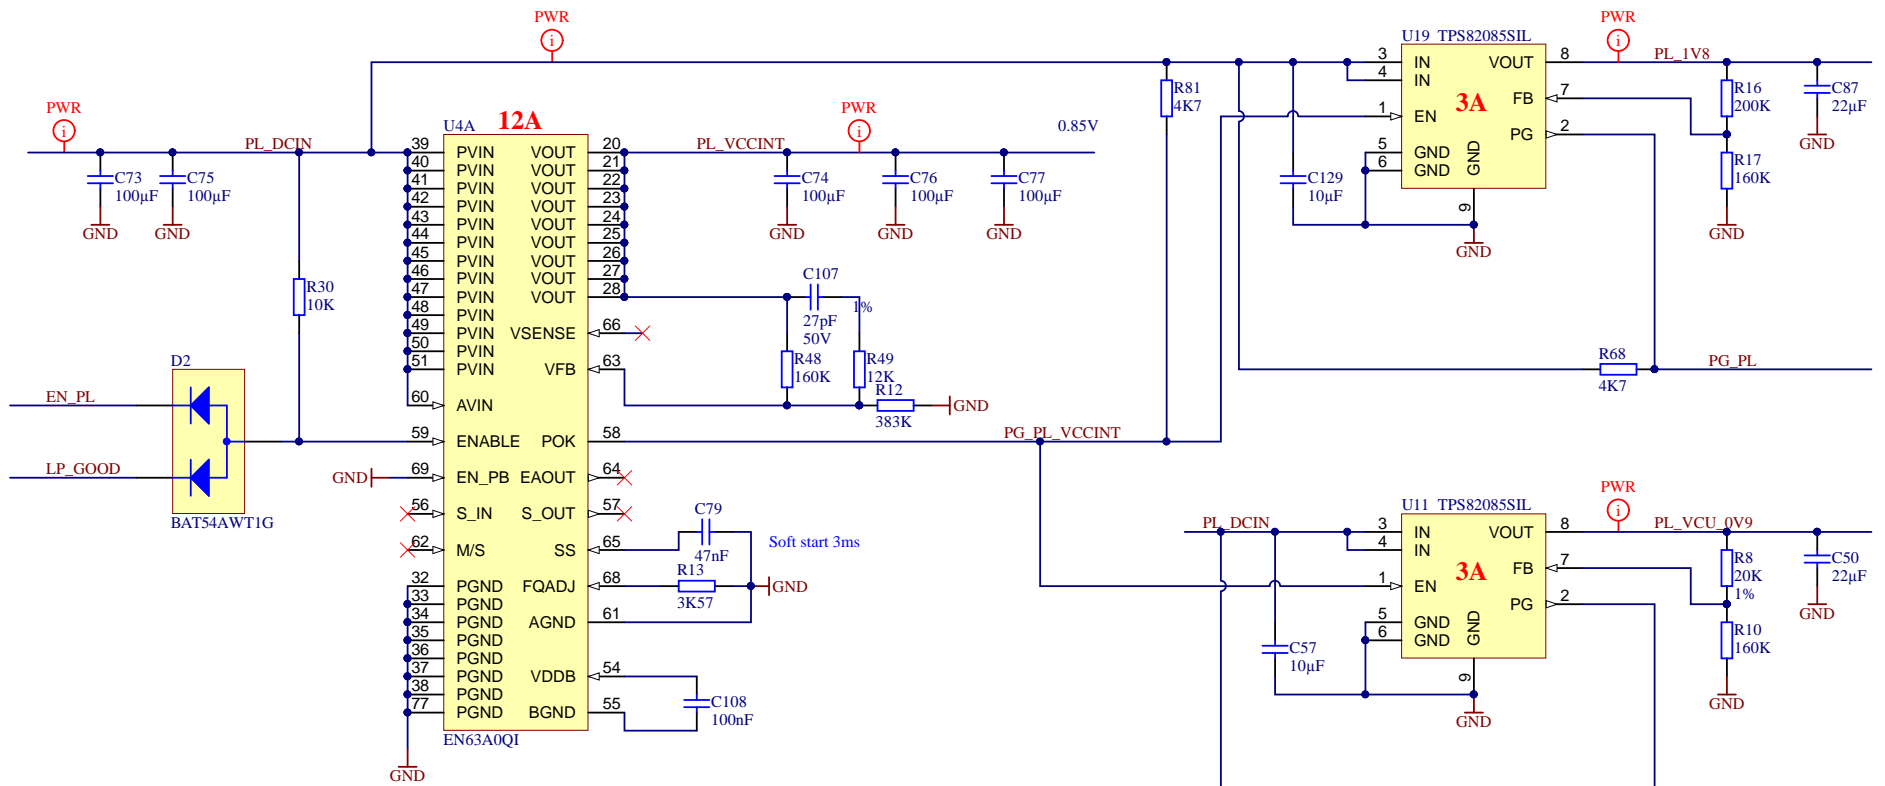 PWR
i
PWR
i
PL_DCIN
C73
100µF
GND
C75
100µF
GND
R30
10K
D2
EN_PL
LP_GOOD
BAT54AWT1G
U4A
12A
39 PVIN VOUT 20
40 PVIN VOUT 21
41 PVIN VOUT 22
42 PVIN VOUT 23
43 PVIN VOUT 24
44 PVIN VOUT 25
45 PVIN VOUT 26
46 PVIN VOUT 27
47 PVIN VOUT 28
48 PVIN
49 PVIN VSENSE 66
50 PVIN
51 PVIN VFB 63
60 AVIN
59 ENABLE POK 58
GND 69 EN_PB EAOUT 64
56 S_IN S_OUT 57
62 M/S SS 65
32 PGND FQADJ 68
33 PGND
34 PGND AGND 61
35 PGND
36 PGND
37 PGND VDDB 54
38 PGND
77 PGND BGND 55
EN63A0QI
GND
PL_VCCINT
PWR
i
0.85V
C74
100µF
GND
C76
100µF
GND
C77
100µF
GND
C107
27pF
50V
1%
R48
160K
R49
12K
R12
383K
GND
PG_PL_VCCINT
C79
47nF
Soft start 3ms
R13
3K57
GND
C108
100nF
R81
4K7
C129
10µF
U19 TPS82085SIL
3A
3 IN VOUT 8
4 IN
FB 7
1 EN
PG 2
5 GND
6 GND
GND
9
GND
PWR
i
PL_1V8
R16
200K
R17
160K
GND
C87
22µF
GND
R68
4K7
PG_PL
PL_DCIN
C57
10µF
U11 TPS82085SIL
3A
3 IN VOUT 8
4 IN
FB 7
1 EN
PG 2
5 GND
6 GND
GND
9
GND
PWR
i
PL_VCU_0V9
R8
20K
1%
R10
160K
GND
C50
22µF
GND